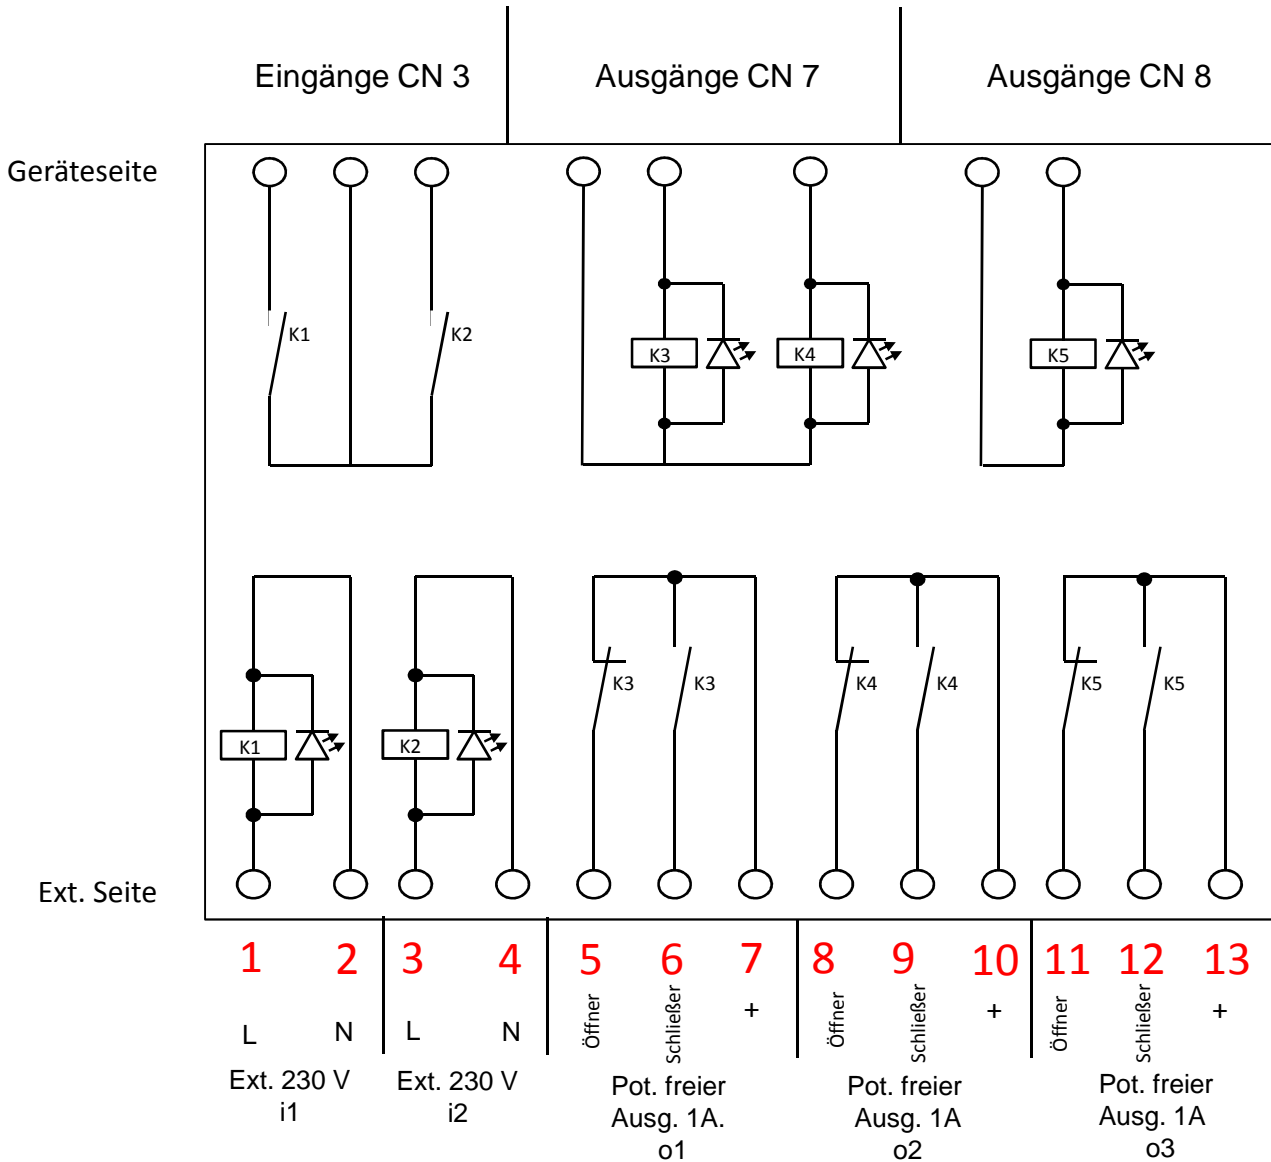 Eingänge CN 3
Ausgänge CN 7
Ausgänge CN 8
Geräteseite
K1
K2
K3
K4
K5
K3
K3
K4
K4
K5
K5
K1
K2
Ext. Seite
1 2 3 4 5 6 7 8 9 10 11 12 13
L N L N Öffner Schließer + Öffner Schließer + Öffner Schließer +
Ext. 230 V
i1
Ext. 230 V
i2
Pot. freier
Ausg. 1A.
o1
Pot. freier
Ausg. 1A
o2
Pot. freier
Ausg. 1A
o3